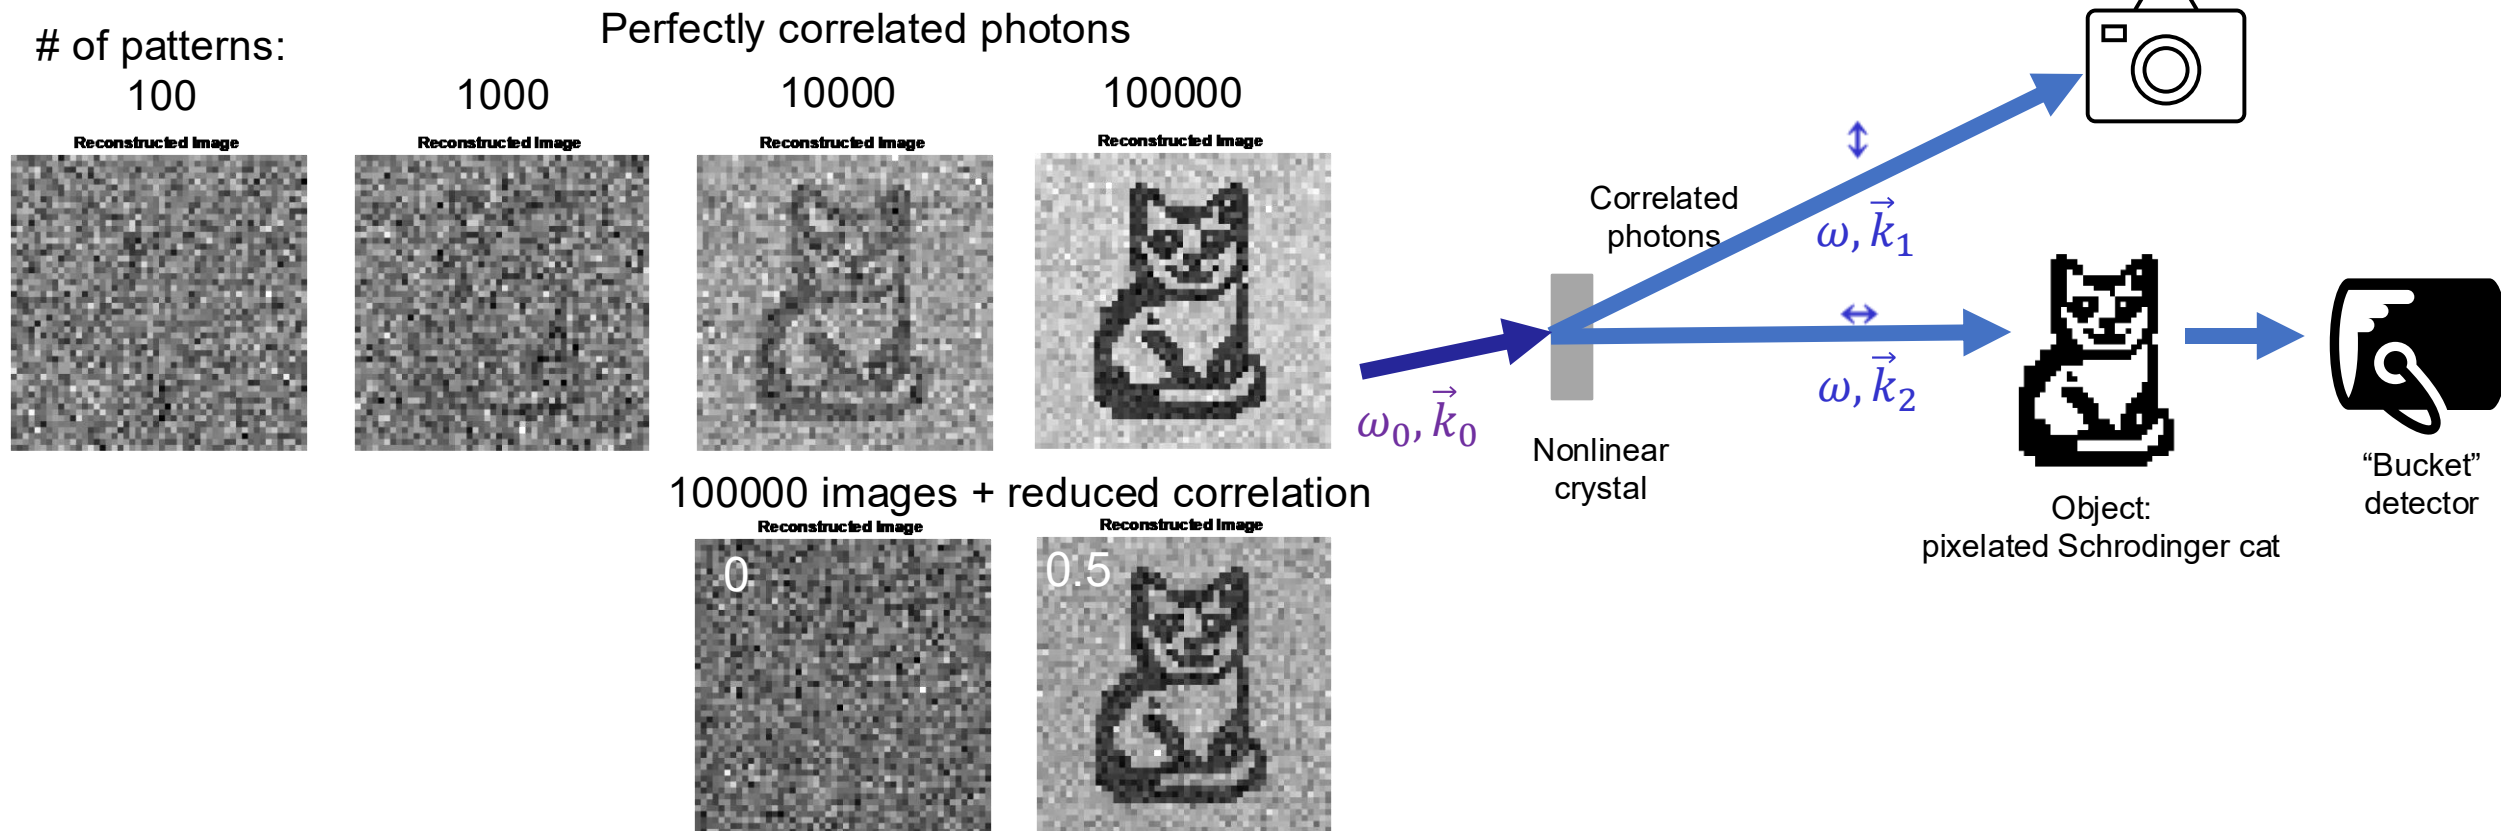 # of patterns:
Perfectly correlated photons
100
1000
10000
100000
Reconstructed Image
Reconstructed Image
Reconstructed Image
Reconstructed Image
Correlated
photons
ω, k⃗₁
ω, k⃗₂
ω₀, k⃗₀
Nonlinear
crystal
"Bucket"
detector
Object:
pixelated Schrodinger cat
100000 images + reduced correlation
Reconstructed Image
Reconstructed Image
0
0.5